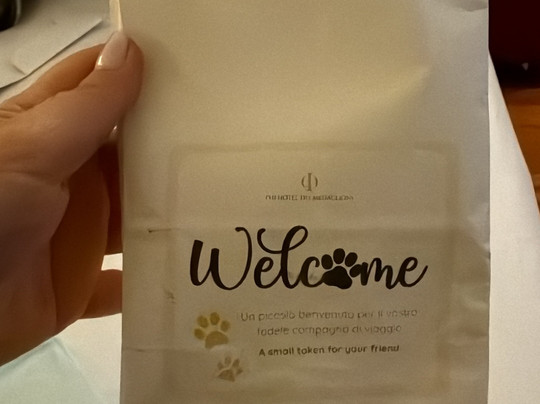 Welcome
Un piccolo benvenuto per il vostro
fedele compagno di viaggio
A small token for your friend